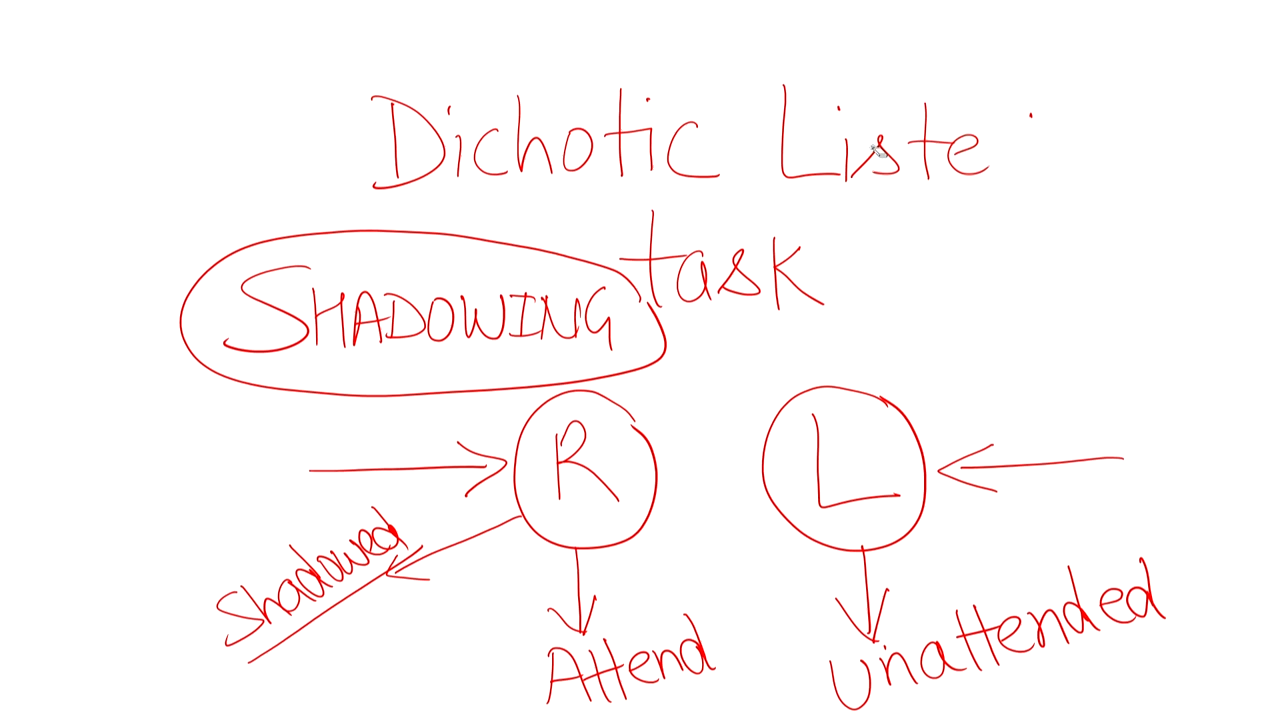 Dichotic Liste
task
SHADOWING
R L
Shadowed
Attend
Unattended